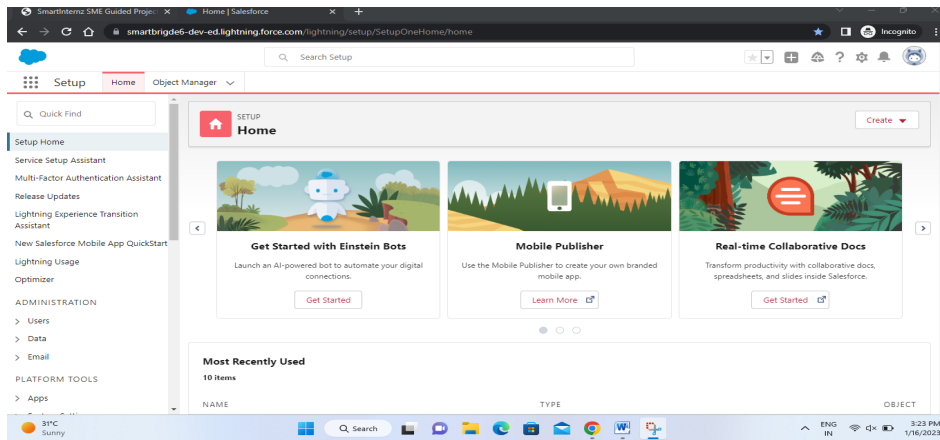 SmartInternz SME Guided Project
Home | Salesforce
smartbrigde6-dev-ed.lightning.force.com/lightning/setup/SetupOneHome/home
Incognito
Search Setup
Setup
Home
Object Manager
Quick Find
Setup Home
Service Setup Assistant
Multi-Factor Authentication Assistant
Release Updates
Lightning Experience Transition
Assistant
New Salesforce Mobile App QuickStart
Lightning Usage
Optimizer
ADMINISTRATION
Users
Data
Email
PLATFORM TOOLS
Apps
SETUP
Home
Create
Get Started with Einstein Bots
Launch an AI-powered bot to automate your digital
connections.
Get Started
Mobile Publisher
Use the Mobile Publisher to create your own branded
mobile app.
Learn More
Real-time Collaborative Docs
Transform productivity with collaborative docs,
spreadsheets, and slides inside Salesforce.
Get Started
Most Recently Used
10 items
NAME TYPE OBJECT
31°C
Sunny
Search
ENG
IN
3:23 PM
1/16/2023